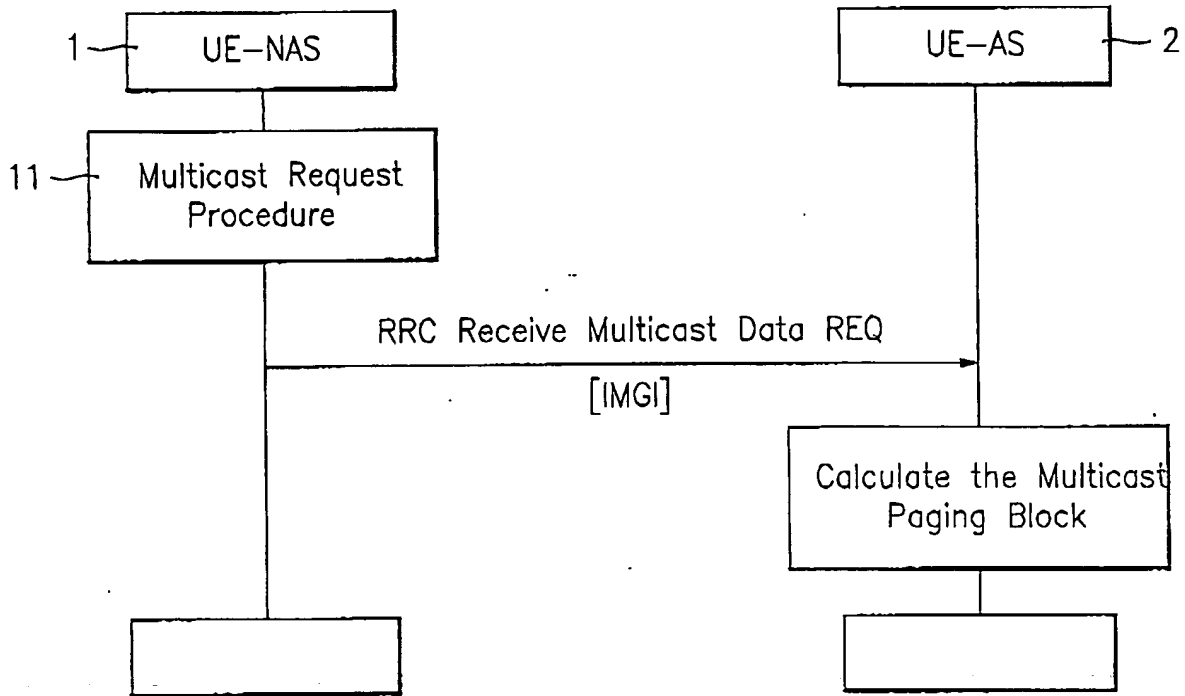 1 UE-NAS
UE-AS 2
11 Multicast Request
Procedure
RRC Receive Multicast Data REQ
[IMGI]
Calculate the Multicast
Paging Block